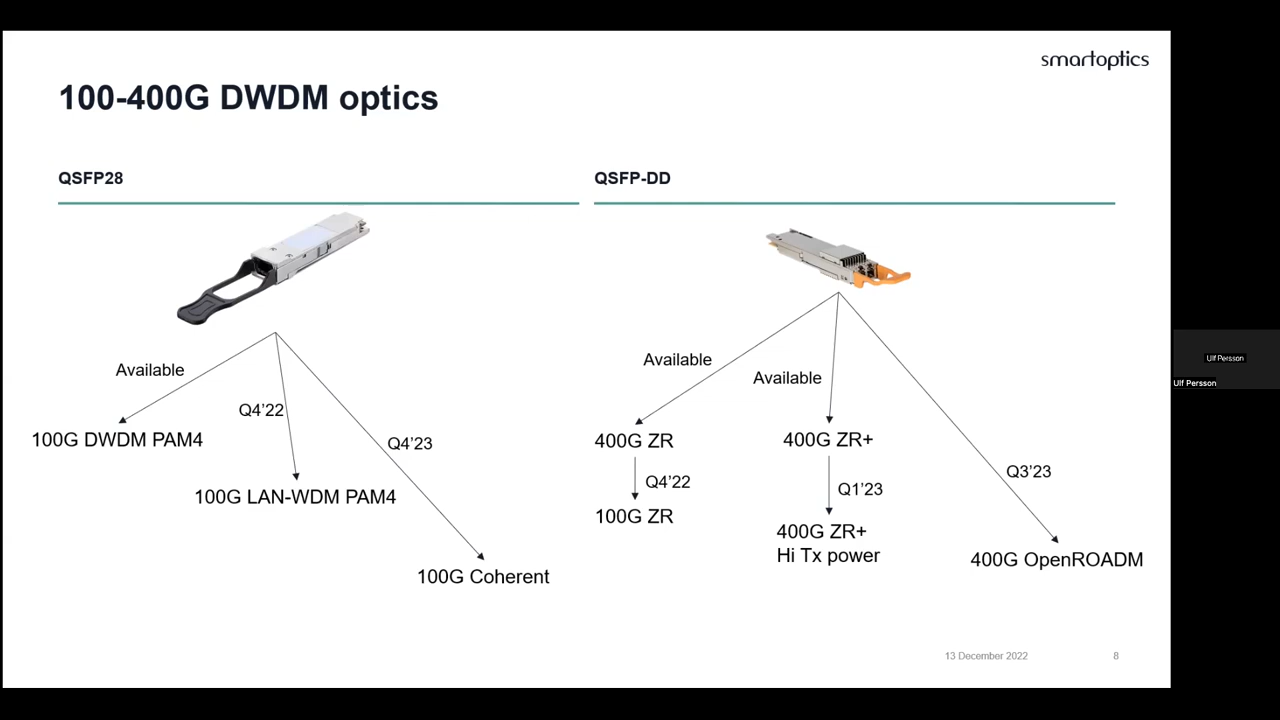 smartoptics
100-400G DWDM optics
QSFP28
QSFP-DD
Available
Q4'22
Q4'23
100G DWDM PAM4
100G LAN-WDM PAM4
100G Coherent
Available
Available
400G ZR
400G ZR+
Q4'22
Q1'23
Q3'23
100G ZR
400G ZR+
Hi Tx power
400G OpenROADM
13 December 2022
8
Ulf Persson
Ulf Persson